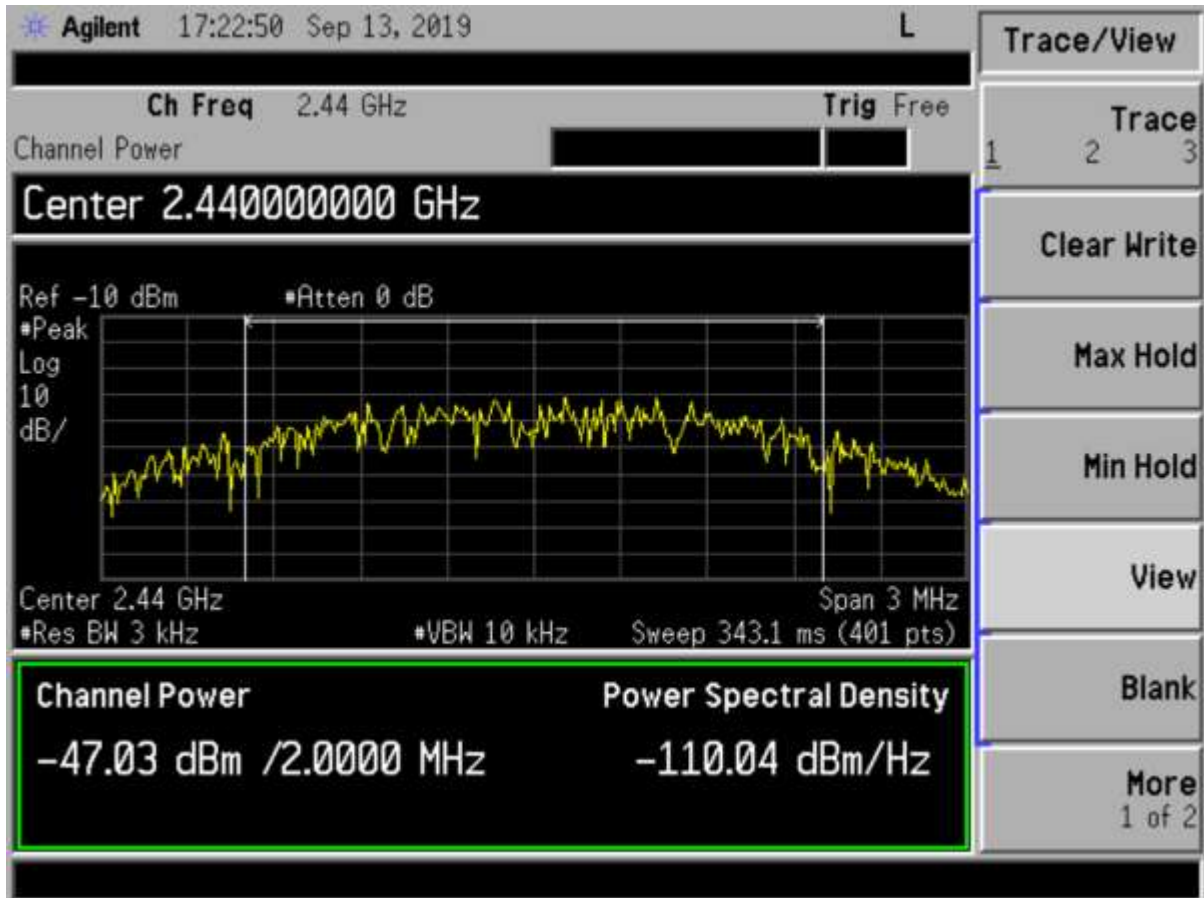 Agilent 17:22:50 Sep 13, 2019 L
Ch Freq 2.44 GHz Trig Free
Channel Power
Center 2.440000000 GHz
Ref -10 dBm #Atten 0 dB
#Peak
Log
10
dB/
Center 2.44 GHz Span 3 MHz
#Res BW 3 kHz #VBW 10 kHz Sweep 343.1 ms (401 pts)
Channel Power Power Spectral Density
-47.03 dBm /2.0000 MHz -110.04 dBm/Hz
Trace/View
Trace
1 2 3
Clear Write
Max Hold
Min Hold
View
Blank
More
1 of 2